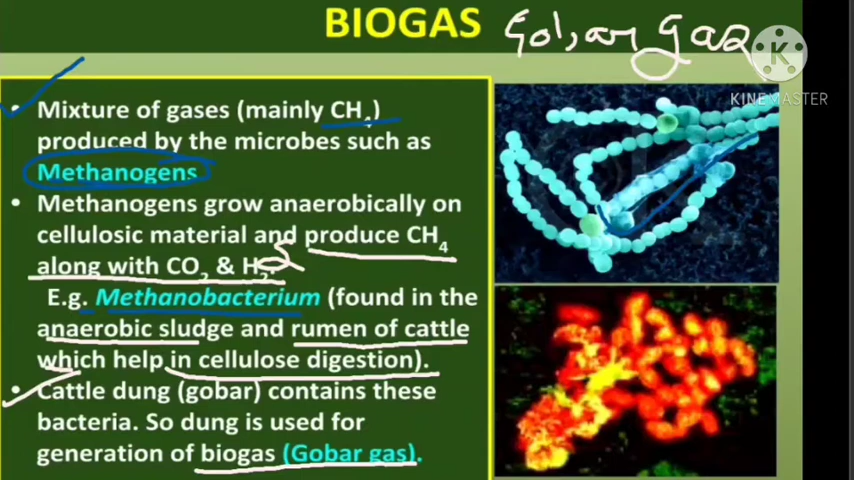 BIOGAS Gobar gaz
KINEMASTER
• Mixture of gases (mainly CH₄)
produced by the microbes such as
Methanogens
• Methanogens grow anaerobically on
cellulosic material and produce CH₄
along with CO₂ & H₂.
E.g. Methanobacterium (found in the
anaerobic sludge and rumen of cattle
which help in cellulose digestion).
• Cattle dung (gobar) contains these
bacteria. So dung is used for
generation of biogas (Gobar gas).